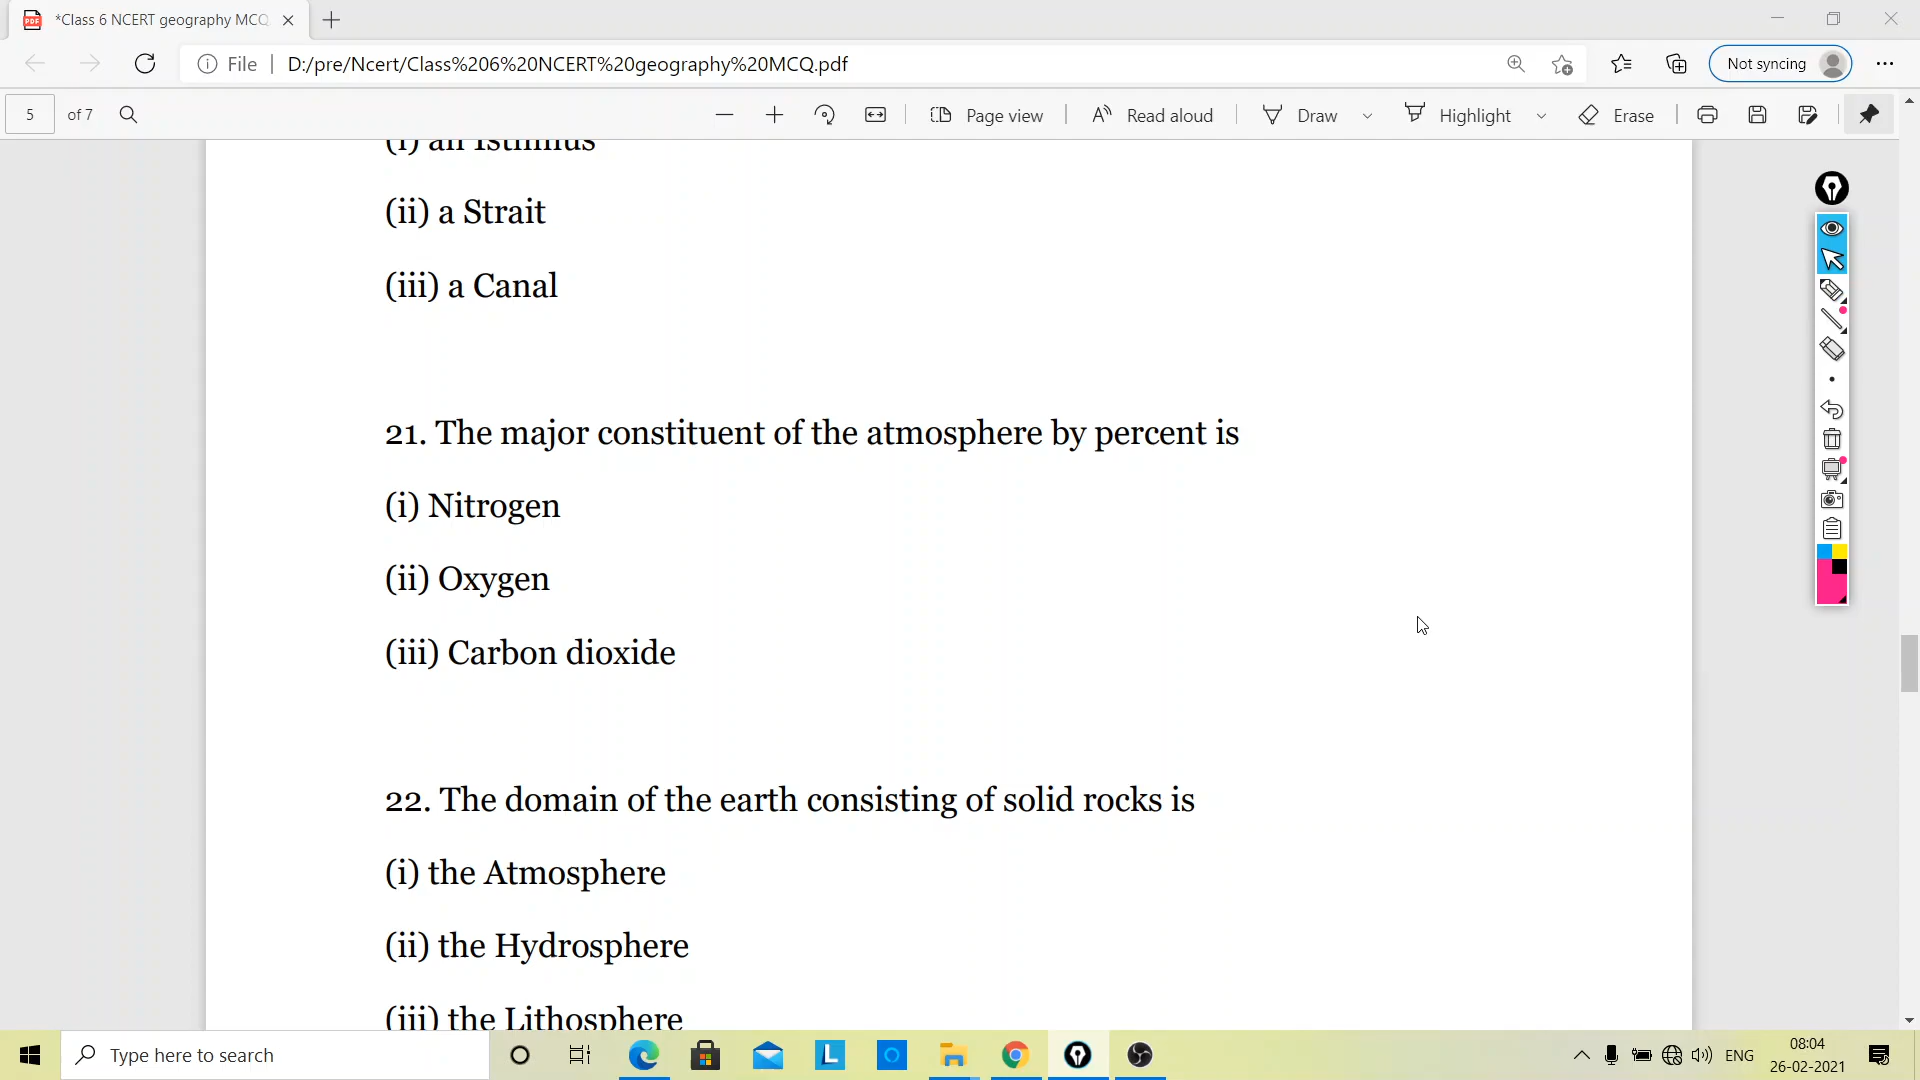 *Class 6 NCERT geography MCQ
File
D:/pre/Ncert/Class%206%20NCERT%20geography%20MCQ.pdf
Not syncing
5 of 7
Page view
Read aloud
Draw
Highlight
Erase
(i) an Isthmus
(ii) a Strait
(iii) a Canal
21. The major constituent of the atmosphere by percent is
(i) Nitrogen
(ii) Oxygen
(iii) Carbon dioxide
22. The domain of the earth consisting of solid rocks is
(i) the Atmosphere
(ii) the Hydrosphere
(iii) the Lithosphere
Type here to search
ENG
08:04
26-02-2021